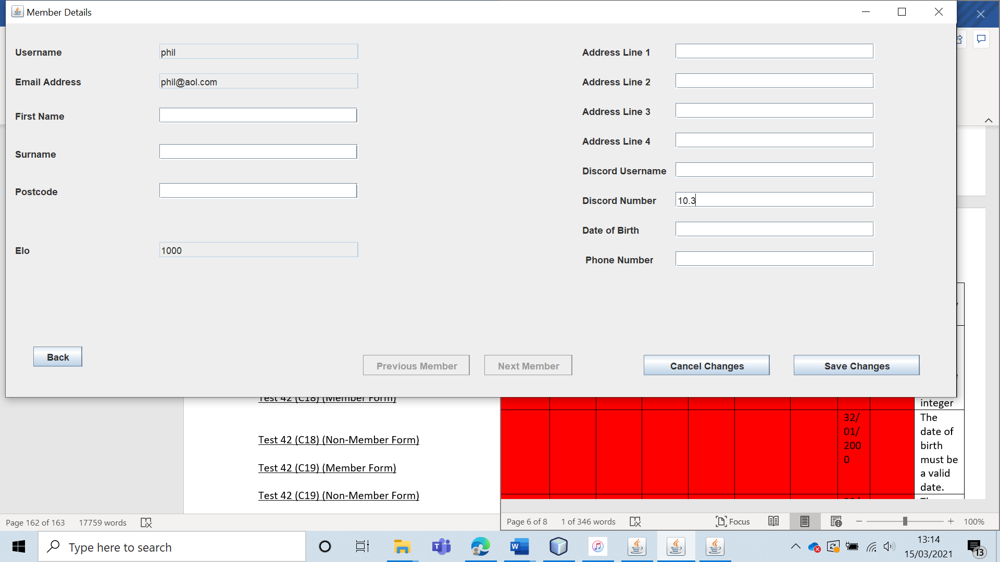 Member Details
Username
phil
Email Address
phil@aol.com
First Name
Surname
Postcode
Elo
1000
Address Line 1
Address Line 2
Address Line 3
Address Line 4
Discord Username
Discord Number
10.3
Date of Birth
Phone Number
Back
Previous Member
Next Member
Cancel Changes
Save Changes
Test 42 (C18) (Member Form)
Test 42 (C18) (Non-Member Form)
Test 42 (C19) (Member Form)
Test 42 (C19) (Non-Member Form)
integer
32/
01/
200
0
The
date of
birth
must be
a valid
date.
Page 162 of 163
17759 words
Page 6 of 8
1 of 346 words
Focus
100%
Type here to search
13:14
15/03/2021
13